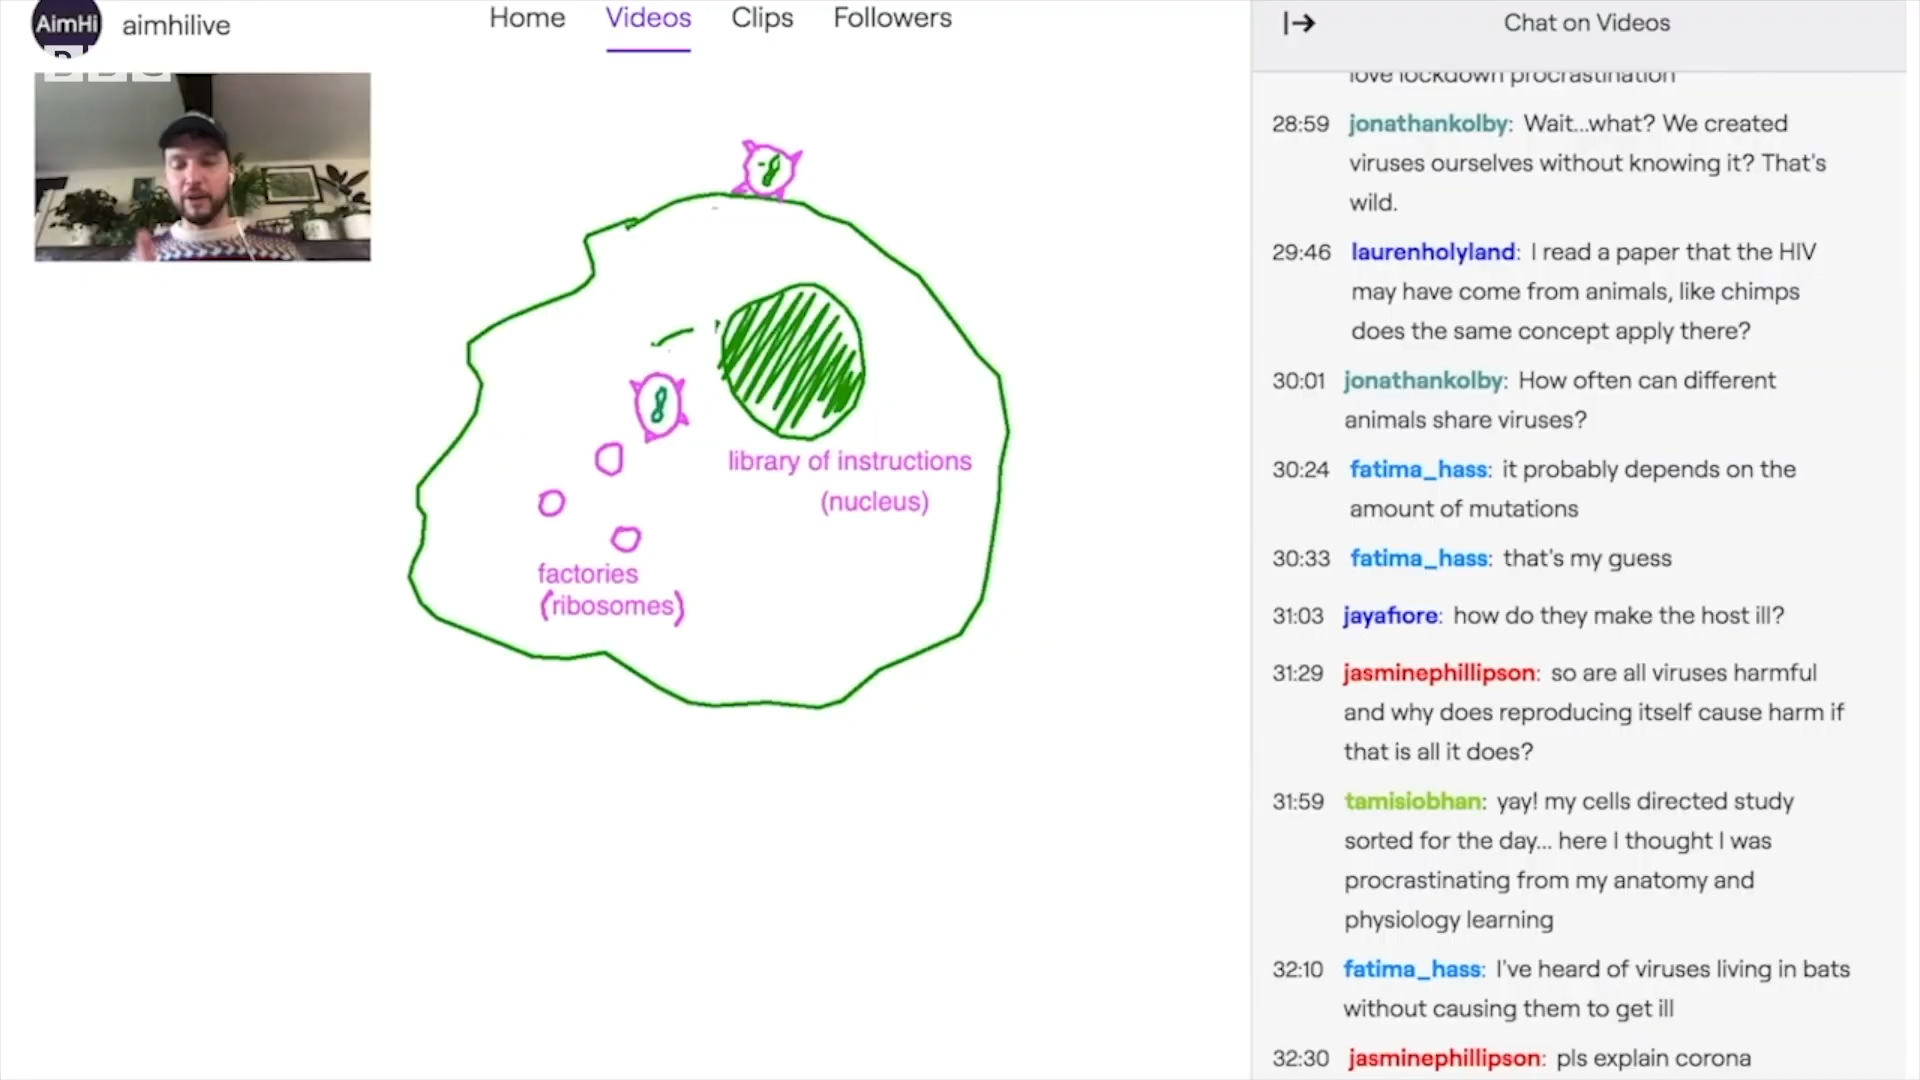 AimHi aimhilive Home Videos Clips Followers
BBC
library of instructions
(nucleus)
factories
(ribosomes)
Chat on Videos
love lockdown procrastination
28:59 jonathankolby: Wait...what? We created
viruses ourselves without knowing it? That's
wild.
29:46 laurenholyland: I read a paper that the HIV
may have come from animals, like chimps
does the same concept apply there?
30:01 jonathankolby: How often can different
animals share viruses?
30:24 fatima_hass: it probably depends on the
amount of mutations
30:33 fatima_hass: that's my guess
31:03 jayafiore: how do they make the host ill?
31:29 jasminephillipson: so are all viruses harmful
and why does reproducing itself cause harm if
that is all it does?
31:59 tamisiobhan: yay! my cells directed study
sorted for the day... here I thought I was
procrastinating from my anatomy and
physiology learning
32:10 fatima_hass: I've heard of viruses living in bats
without causing them to get ill
32:30 jasminephillipson: pls explain corona